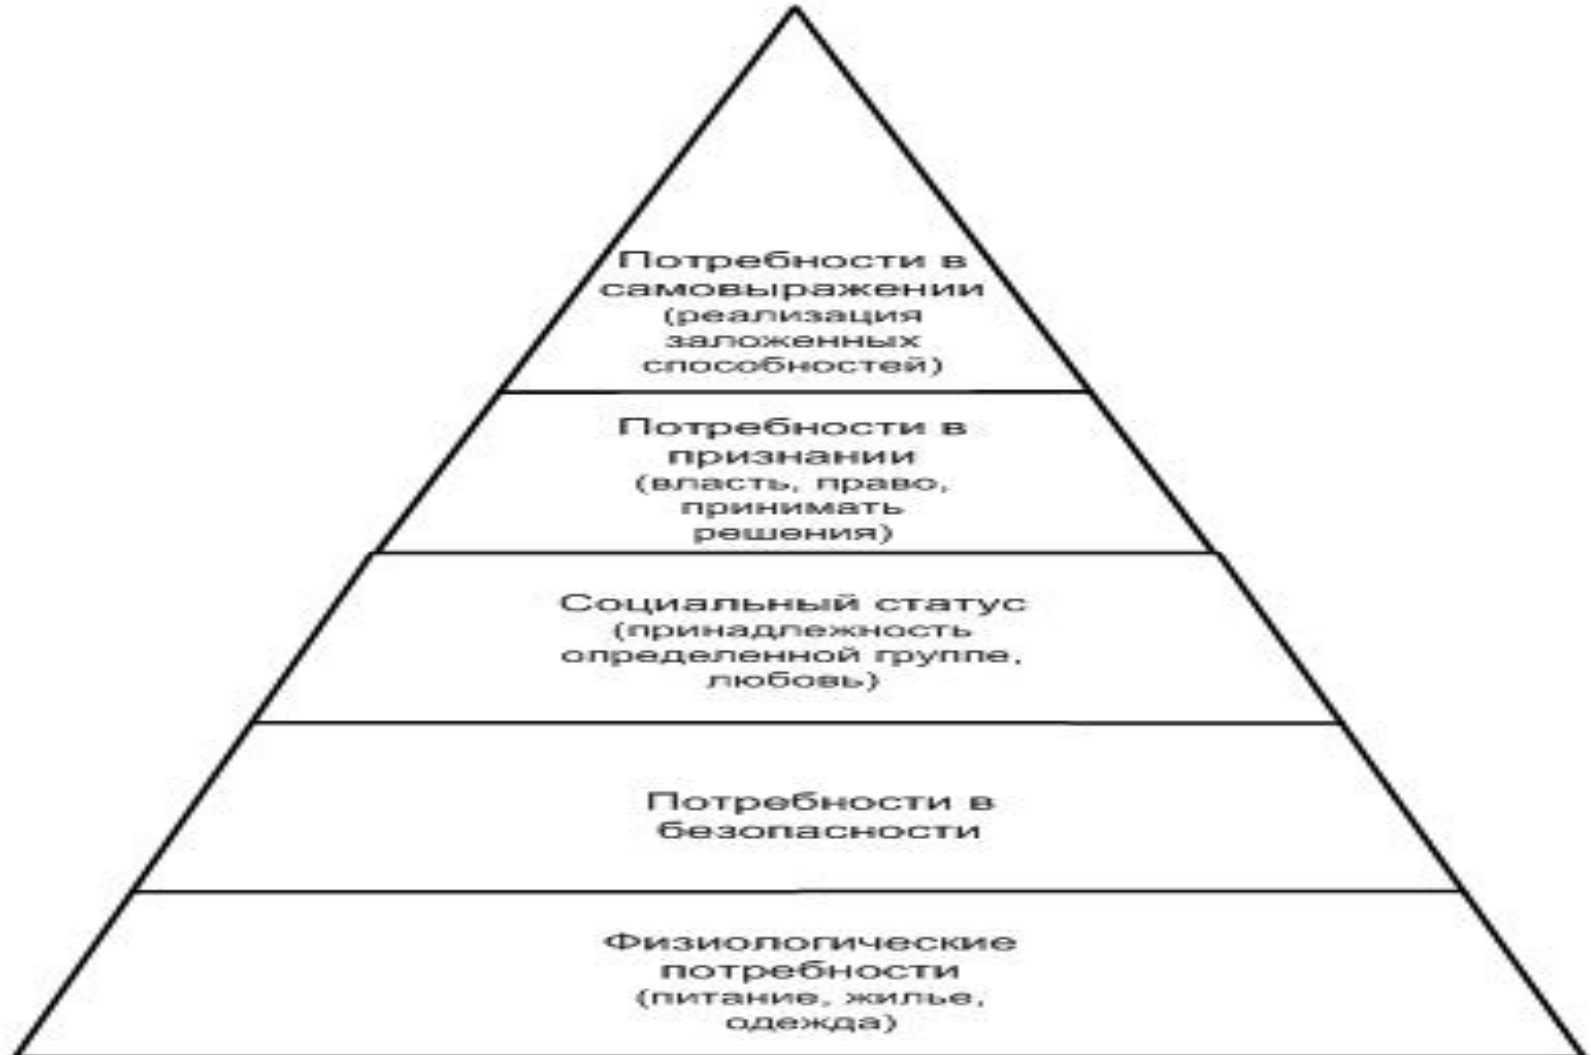 Потребности в
самовыражении
(реализация
заложенных
способностей)
Потребности в
признании
(власть, право,
принимать
решения)
Социальный статус
(принадлежность
определенной группе,
любовь)
Потребности в
безопасности
Физиологические
потребности
(питание, жилье,
одежда)